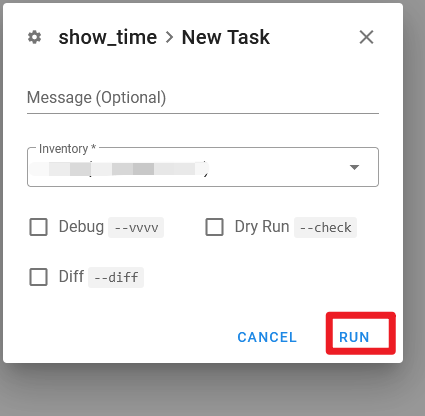 show_time > New Task
Message (Optional)
Inventory *
Debug --vvvv
Dry Run --check
Diff --diff
CANCEL
RUN